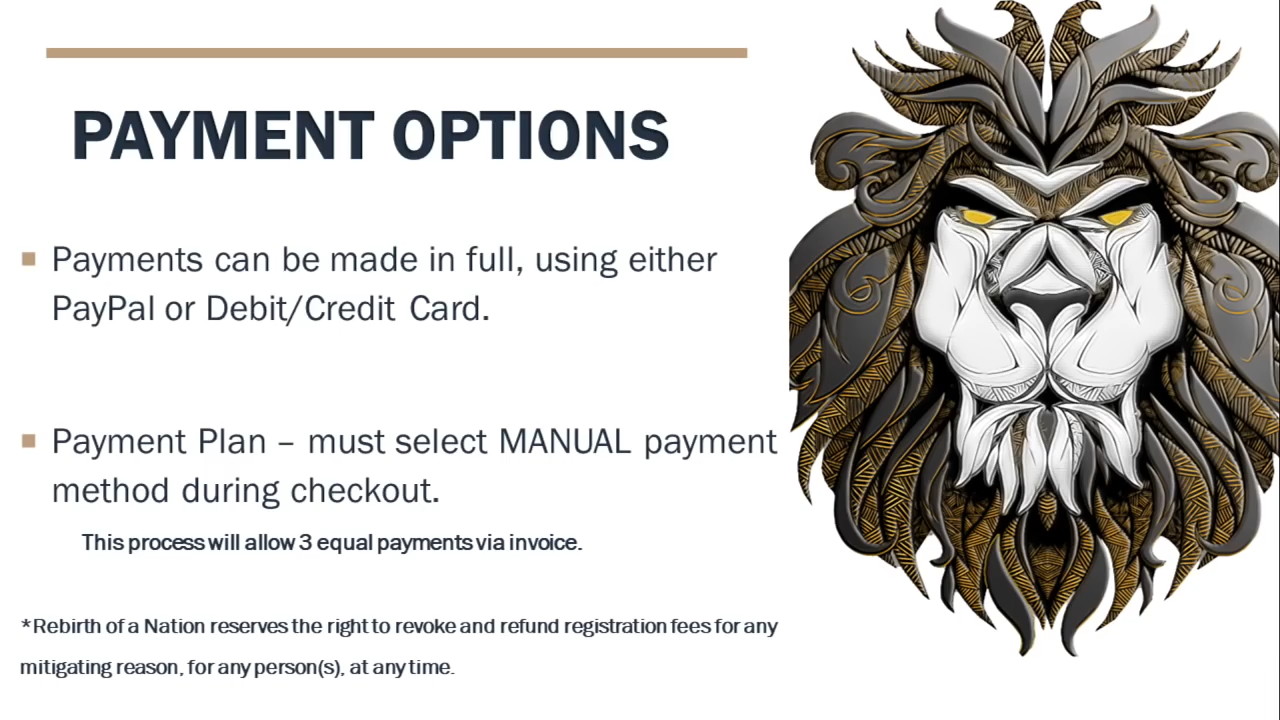 PAYMENT OPTIONS
Payments can be made in full, using either
PayPal or Debit/Credit Card.
Payment Plan – must select MANUAL payment
method during checkout.
This process will allow 3 equal payments via invoice.
*Rebirth of a Nation reserves the right to revoke and refund registration fees for any
mitigating reason, for any person(s), at any time.